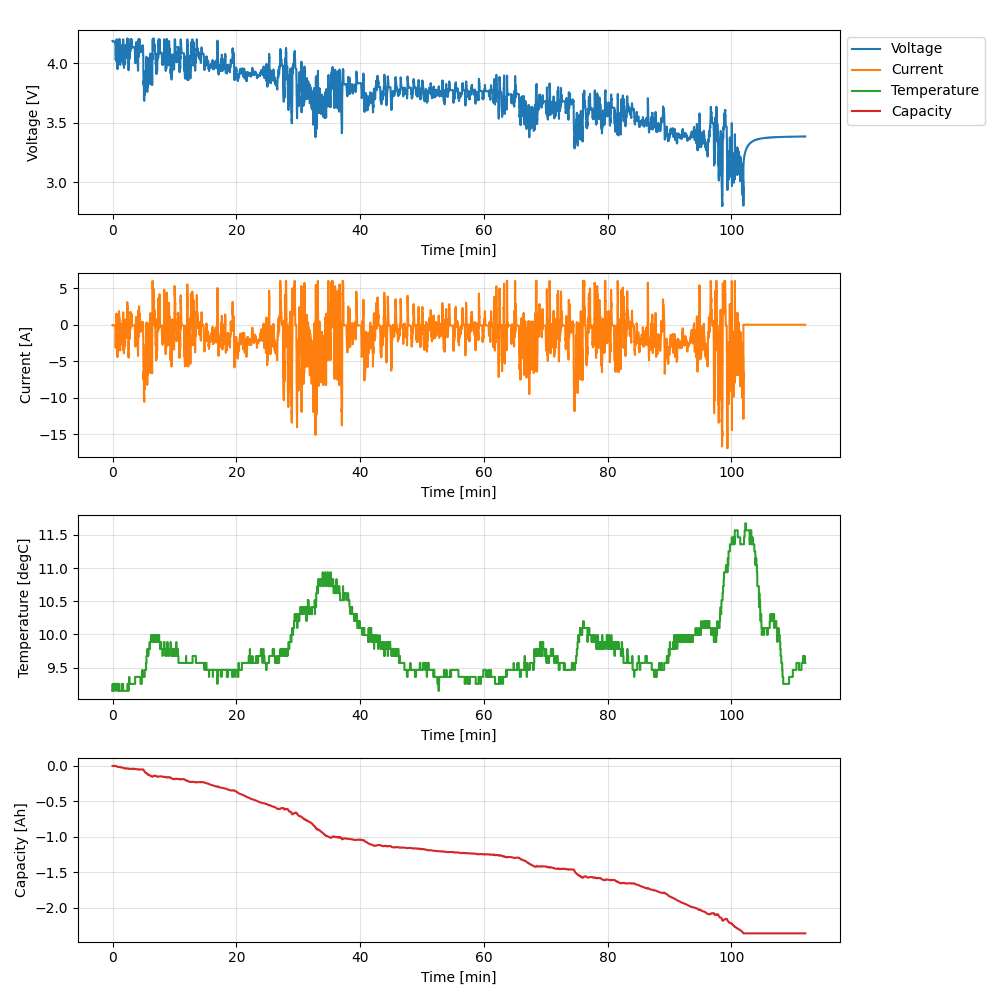 Voltage
Current
Temperature
Capacity
4.0
3.5
3.0
Voltage [V]
0 20 40 60 80 100
Time [min]
5
0
−5
−10
−15
Current [A]
0 20 40 60 80 100
Time [min]
11.5
11.0
10.5
10.0
9.5
Temperature [degC]
0 20 40 60 80 100
Time [min]
0.0
−0.5
−1.0
−1.5
−2.0
Capacity [Ah]
0 20 40 60 80 100
Time [min]